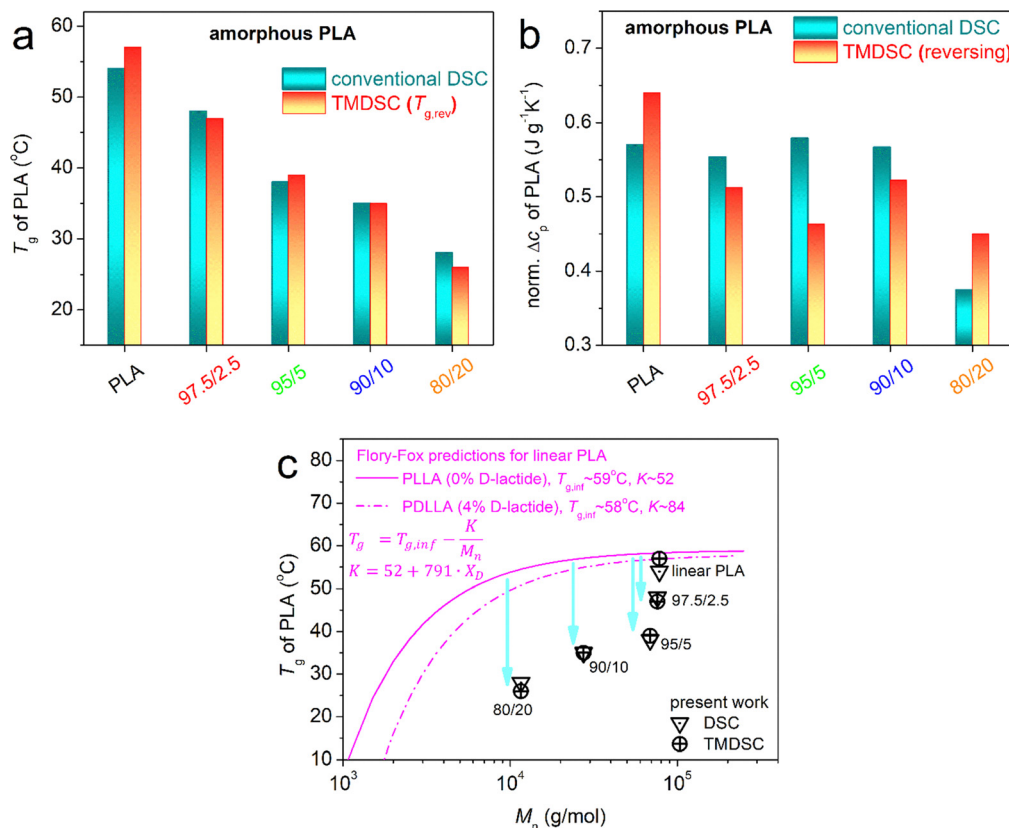 a
amorphous PLA
conventional DSC
TMDSC (Tg,rev)
Tg of PLA (°C)
60
50
40
30
20
PLA
97.5/2.5
95/5
90/10
80/20
b
amorphous PLA
conventional DSC
TMDSC (reversing)
norm. Δcp of PLA (J g⁻¹K⁻¹)
0.7
0.6
0.5
0.4
0.3
PLA
97.5/2.5
95/5
90/10
80/20
c
Flory-Fox predictions for linear PLA
PLLA (0% D-lactide), Tg,inf~59°C, K~52
PDLLA (4% D-lactide), Tg,inf~58°C, K~84
Tg = Tg,inf − K/Mn
K = 52 + 791 · XD
linear PLA
97.5/2.5
95/5
90/10
80/20
present work
DSC
TMDSC
Tg of PLA (°C)
80
70
60
50
40
30
20
10
10³
10⁴
10⁵
Mn (g/mol)